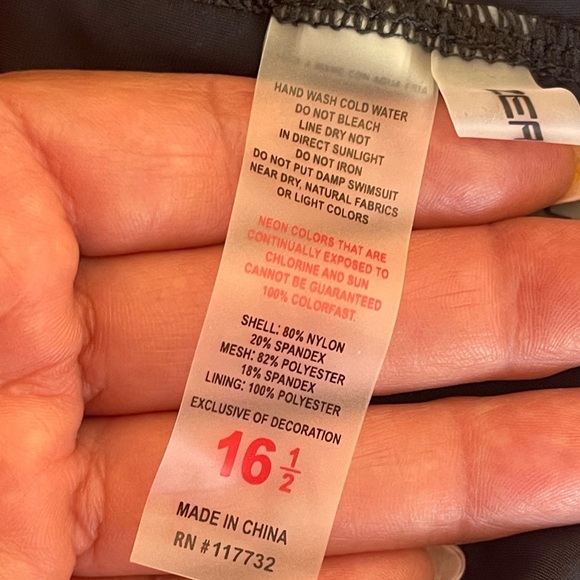 HAND WASH COLD WATER
DO NOT BLEACH
LINE DRY NOT
IN DIRECT SUNLIGHT
DO NOT IRON
DO NOT PUT DAMP SWIMSUIT
NEAR DRY, NATURAL FABRICS
OR LIGHT COLORS
NEON COLORS THAT ARE
CONTINUALLY EXPOSED TO
CHLORINE AND SUN
CANNOT BE GUARANTEED
100% COLORFAST.
SHELL: 80% NYLON
20% SPANDEX
MESH: 82% POLYESTER
18% SPANDEX
LINING: 100% POLYESTER
EXCLUSIVE OF DECORATION
16 1/2
MADE IN CHINA
RN #117732